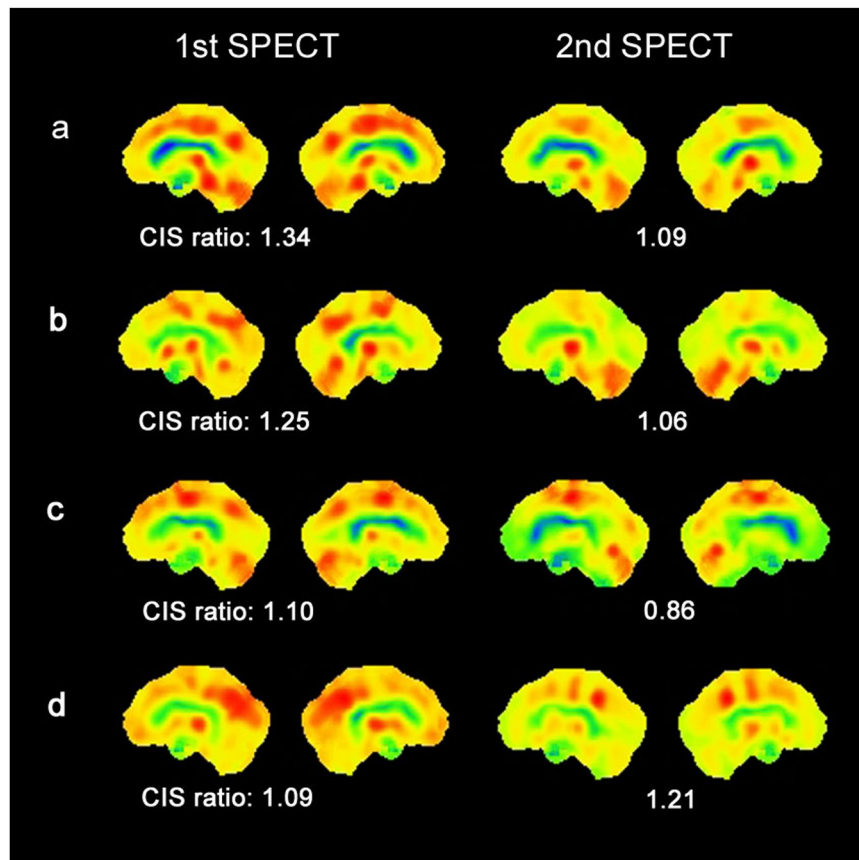 1st SPECT 2nd SPECT
a
CIS ratio: 1.34 1.09
b
CIS ratio: 1.25 1.06
c
CIS ratio: 1.10 0.86
d
CIS ratio: 1.09 1.21